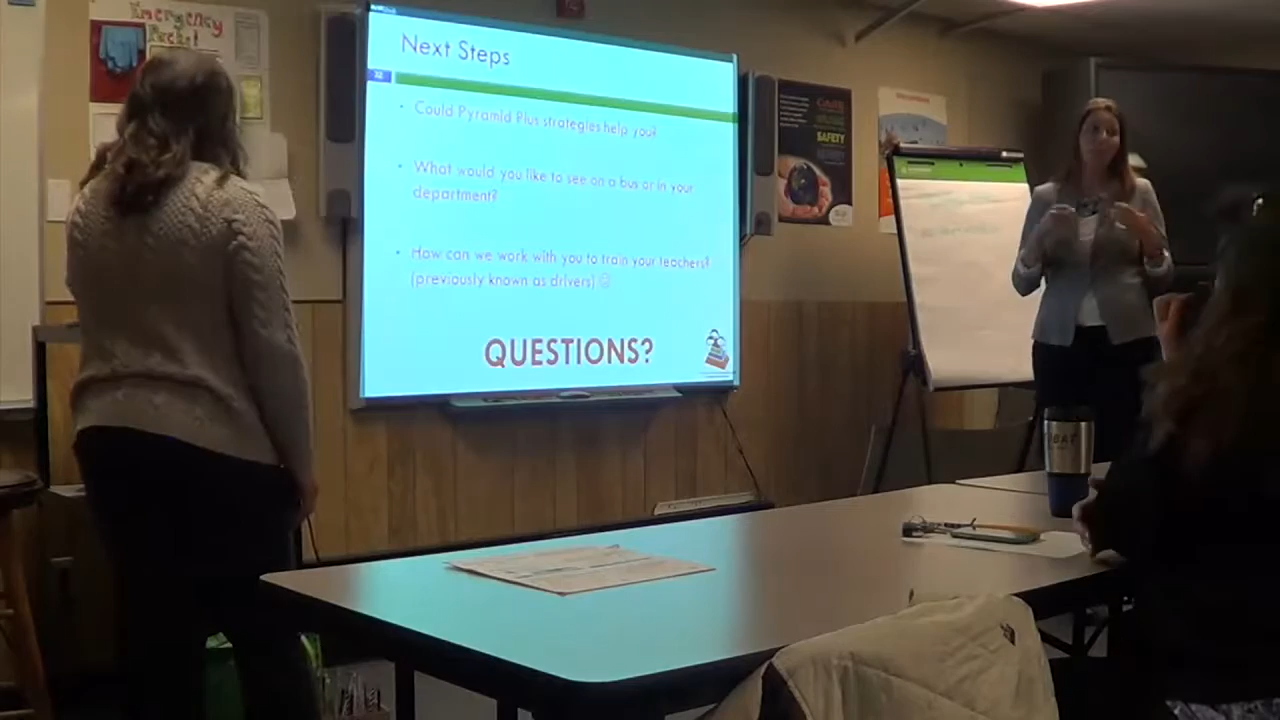 Emergency
Packet
Next Steps
22
Could Pyramid Plus strategies help you?
What would you like to see on a bus or in your
department?
How can we work with you to train your teachers?
(previously known as drivers) ☺
QUESTIONS?
SAFETY
BAT